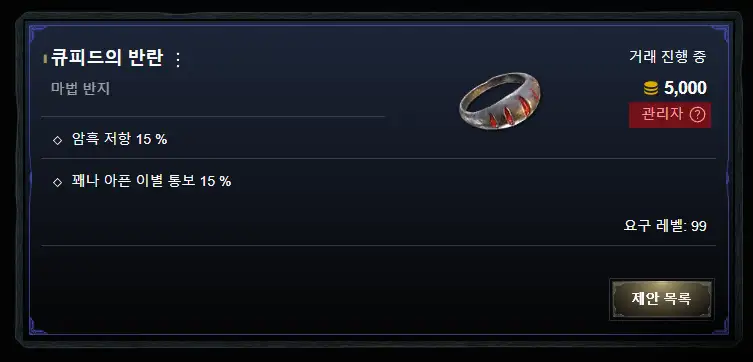 큐피드의 반란 ⋮
거래 진행 중
마법 반지
5,000
관리자 ?
◇ 암흑 저항 15 %
◇ 꽤나 아픈 이별 통보 15 %
요구 레벨: 99
제안 목록